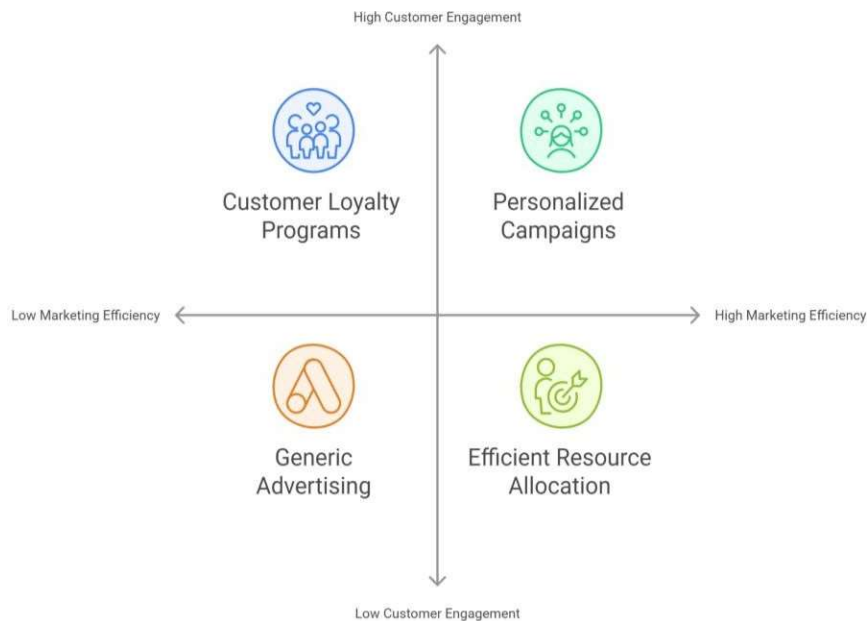 High Customer Engagement
Customer Loyalty
Programs
Personalized
Campaigns
Low Marketing Efficiency
High Marketing Efficiency
Generic
Advertising
Efficient Resource
Allocation
Low Customer Engagement